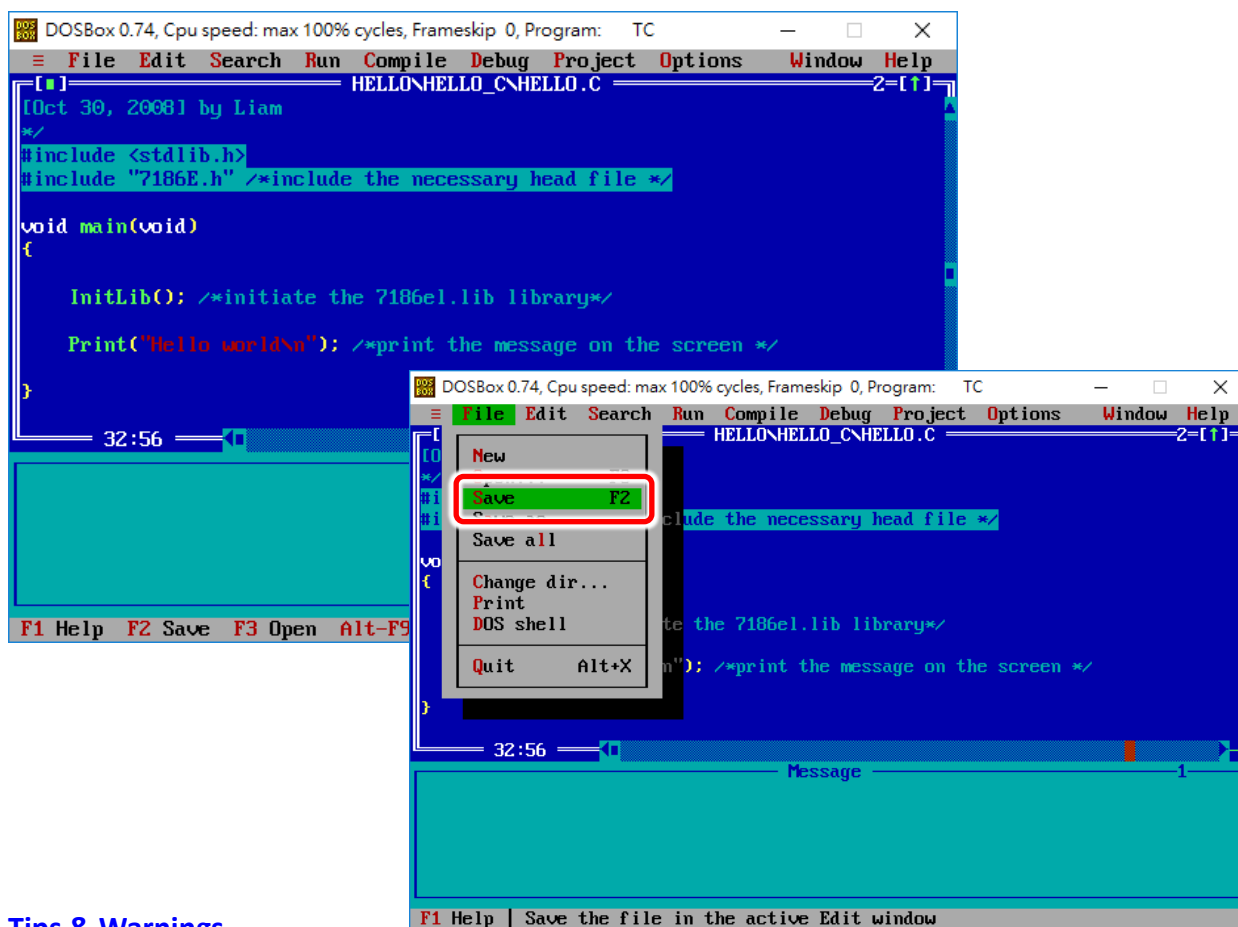 DOSBox 0.74, Cpu speed: max 100% cycles, Frameskip 0, Program: TC
≡ File Edit Search Run Compile Debug Project Options Window Help
[■] HELLO\HELLO_C\HELLO.C 2=[↑]
[Oct 30, 2008] by Liam
*/
#include <stdlib.h>
#include "7186E.h" /*include the necessary head file */
void main(void)
{
InitLib(); /*initiate the 7186el.lib library*/
Print("Hello world\n"); /*print the message on the screen */
}
32:56
F1 Help F2 Save F3 Open Alt-F9
DOSBox 0.74, Cpu speed: max 100% cycles, Frameskip 0, Program: TC
≡ File Edit Search Run Compile Debug Project Options Window Help
[ HELLO\HELLO_C\HELLO.C 2=[↑]
[O
New
*/
#i
Save F2
#i
clude the necessary head file */
Save all
vo
{
Change dir...
Print
DOS shell
te the 7186el.lib library*/
Quit Alt+X
n"); /*print the message on the screen */
}
32:56
Message 1
F1 Help | Save the file in the active Edit window
Tips & Warnings